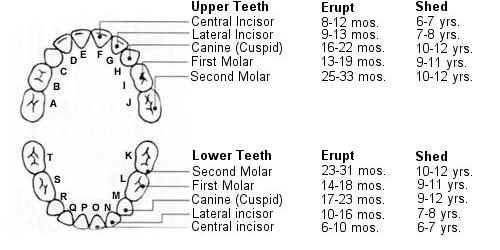 Upper Teeth Erupt Shed
Central Incisor 8-12 mos. 6-7 yrs.
Lateral Incisor 9-13 mos. 7-8 yrs.
Canine (Cuspid) 16-22 mos. 10-12 yrs.
First Molar 13-19 mos. 9-11 yrs.
Second Molar 25-33 mos. 10-12 yrs.
A B C D E F G H I J
Lower Teeth Erupt Shed
Second Molar 23-31 mos. 10-12 yrs.
First Molar 14-18 mos. 9-11 yrs.
Canine (Cuspid) 17-23 mos. 9-12 yrs.
Lateral incisor 10-16 mos. 7-8 yrs.
Central incisor 6-10 mos. 6-7 yrs.
T S R Q P O N M L K